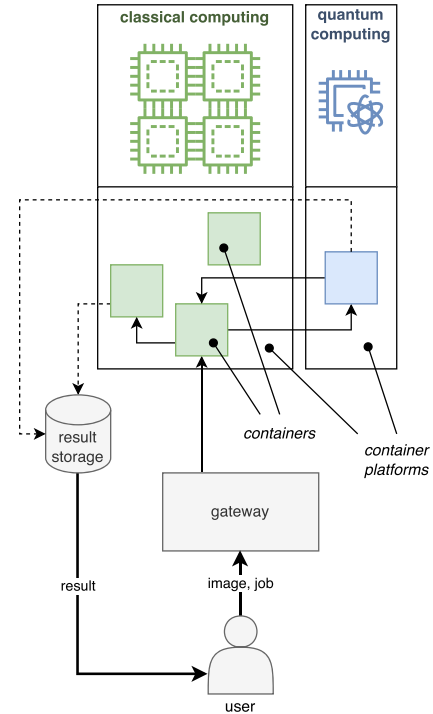 classical computing
quantum
computing
containers
container
platforms
result
storage
gateway
result
image, job
user